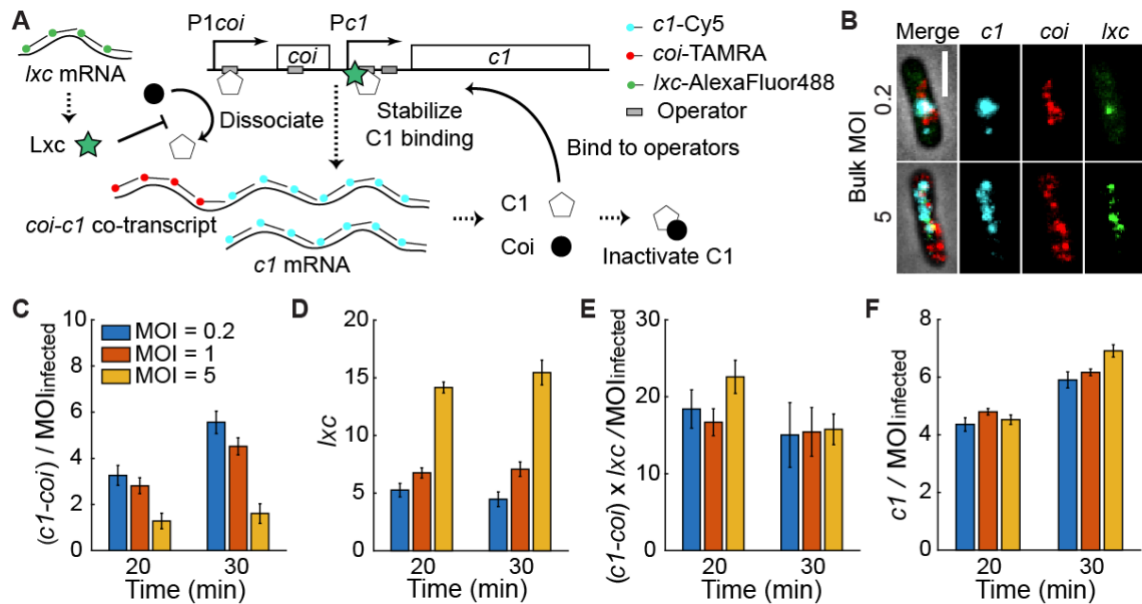 A
P1coi
Pc1
coi
c1
lxc mRNA
Lxc
Dissociate
Stabilize
C1 binding
c1-Cy5
coi-TAMRA
lxc-AlexaFluor488
Operator
Bind to operators
coi-c1 co-transcript
c1 mRNA
C1
Coi
Inactivate C1
B
Merge c1 coi lxc
Bulk MOI
0.2
5
C
(c1-coi) / MOIinfected
10
8
6
4
2
0
MOI = 0.2
MOI = 1
MOI = 5
20 30
Time (min)
D
lxc
20
15
10
5
0
20 30
Time (min)
E
(c1-coi) x lxc /MOIinfected
30
20
10
0
20 30
Time (min)
F
c1 / MOIinfected
8
6
4
2
0
20 30
Time (min)